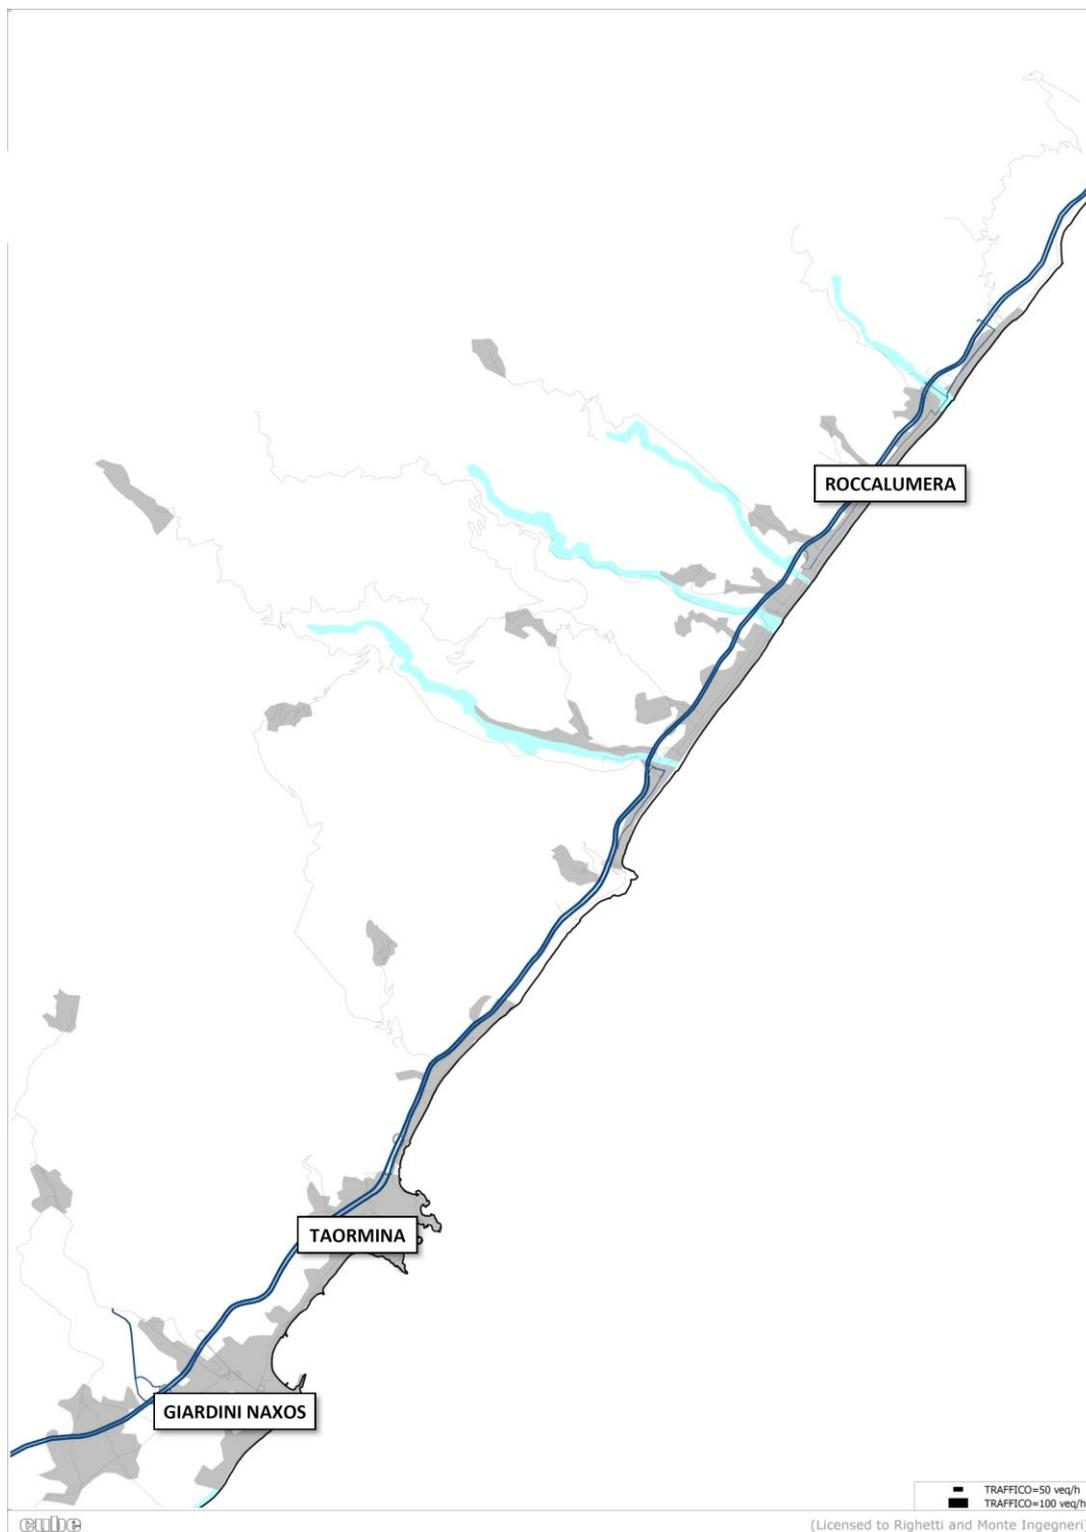 ROCCALUMERA
TAORMINA
GIARDINI NAXOS
TRAFFICO=50 veq/h
TRAFFICO=100 veq/h
cube
(Licensed to Righetti and Monte Ingegneri)